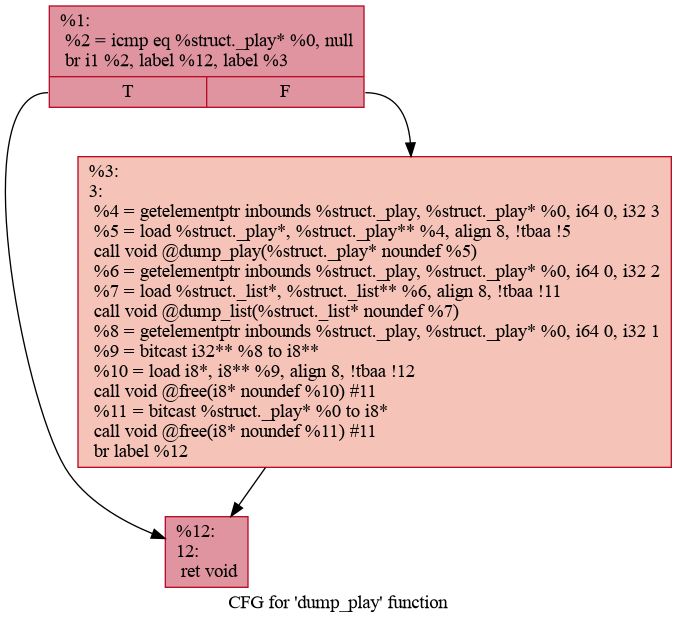 %1:
%2 = icmp eq %struct._play* %0, null
br i1 %2, label %12, label %3
T
F
%3:
3:
%4 = getelementptr inbounds %struct._play, %struct._play* %0, i64 0, i32 3
%5 = load %struct._play*, %struct._play** %4, align 8, !tbaa !5
call void @dump_play(%struct._play* noundef %5)
%6 = getelementptr inbounds %struct._play, %struct._play* %0, i64 0, i32 2
%7 = load %struct._list*, %struct._list** %6, align 8, !tbaa !11
call void @dump_list(%struct._list* noundef %7)
%8 = getelementptr inbounds %struct._play, %struct._play* %0, i64 0, i32 1
%9 = bitcast i32** %8 to i8**
%10 = load i8*, i8** %9, align 8, !tbaa !12
call void @free(i8* noundef %10) #11
%11 = bitcast %struct._play* %0 to i8*
call void @free(i8* noundef %11) #11
br label %12
%12:
12:
ret void
CFG for 'dump_play' function